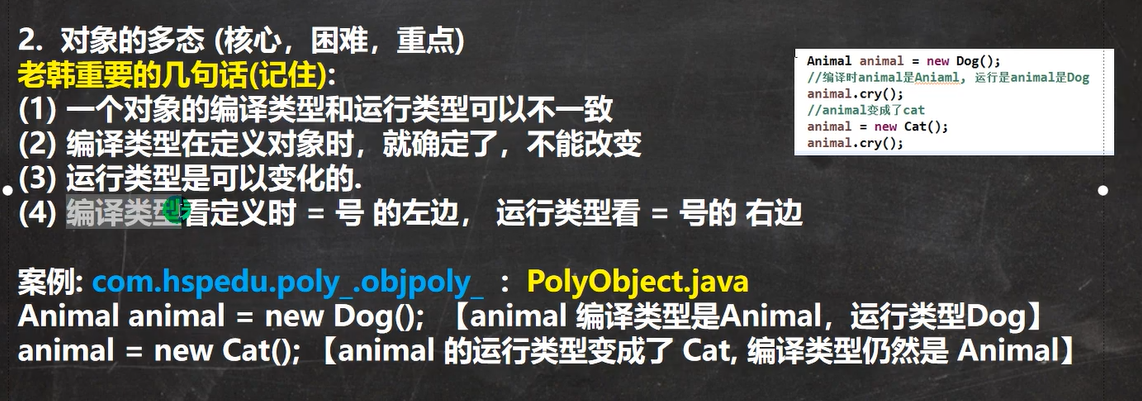 2. 对象的多态 (核心，困难，重点)
老韩重要的几句话(记住):
(1) 一个对象的编译类型和运行类型可以不一致
(2) 编译类型在定义对象时，就确定了，不能改变
(3) 运行类型是可以变化的.
(4) 编译类型看定义时 = 号 的左边， 运行类型看 = 号的 右边
案例: com.hspedu.poly_.objpoly_ : PolyObject.java
Animal animal = new Dog(); 【animal 编译类型是Animal，运行类型Dog】
animal = new Cat(); 【animal 的运行类型变成了 Cat, 编译类型仍然是 Animal】
Animal animal = new Dog();
//编译时animal是Aniaml, 运行是animal是Dog
animal.cry();
//animal变成了cat
animal = new Cat();
animal.cry();